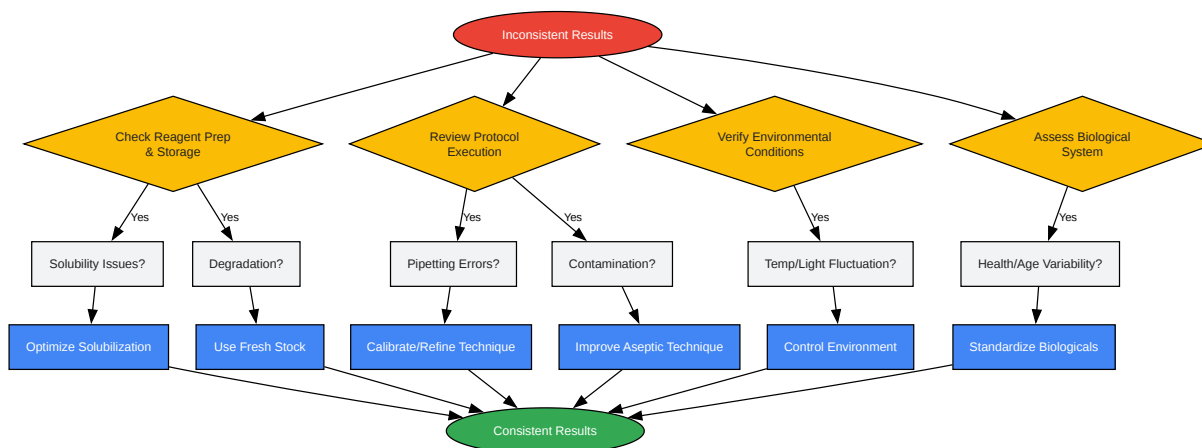 Inconsistent Results
Check Reagent Prep
& Storage
Review Protocol
Execution
Verify Environmental
Conditions
Assess Biological
System
Yes
Yes
Yes
Yes
Yes
Yes
Solubility Issues?
Degradation?
Pipetting Errors?
Contamination?
Temp/Light Fluctuation?
Health/Age Variability?
Optimize Solubilization
Use Fresh Stock
Calibrate/Refine Technique
Improve Aseptic Technique
Control Environment
Standardize Biologicals
Consistent Results